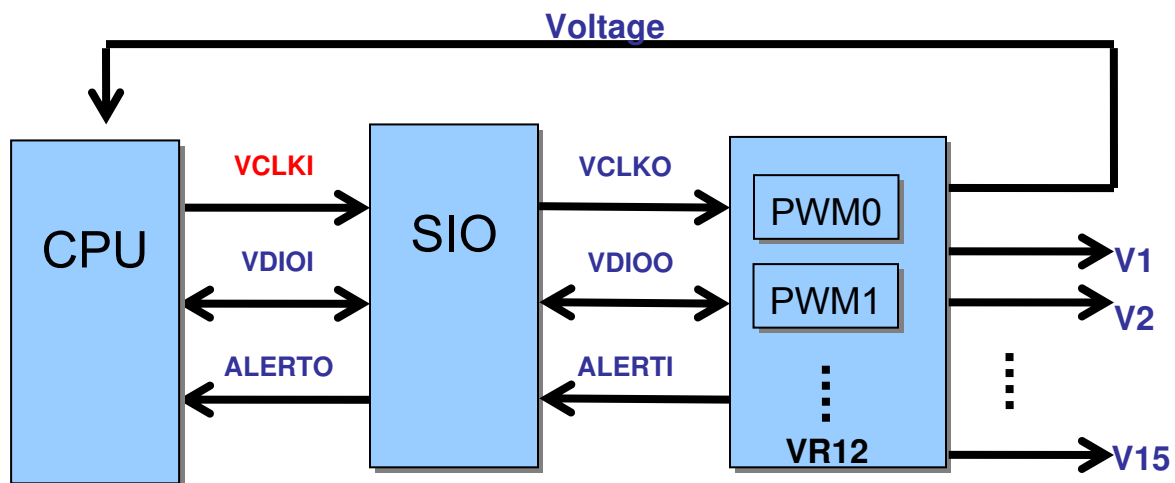 Voltage
CPU
VCLKI
VDIOI
ALERTO
SIO
VCLKO
VDIOO
ALERTI
PWM0
PWM1
VR12
V1
V2
V15